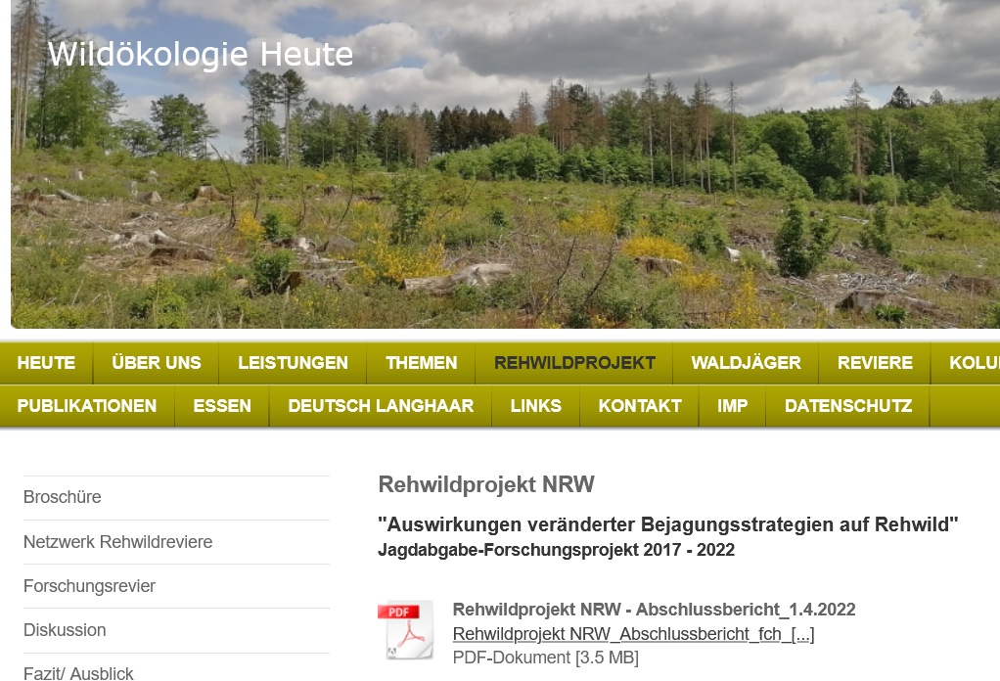 Wildökologie Heute
HEUTE ÜBER UNS LEISTUNGEN THEMEN REHWILDPROJEKT WALDJÄGER REVIERE KOLU
PUBLIKATIONEN ESSEN DEUTSCH LANGHAAR LINKS KONTAKT IMP DATENSCHUTZ
Broschüre
Netzwerk Rehwildreviere
Forschungsrevier
Diskussion
Fazit/ Ausblick
Rehwildprojekt NRW
"Auswirkungen veränderter Bejagungsstrategien auf Rehwild"
Jagdabgabe-Forschungsprojekt 2017 - 2022
PDF
Rehwildprojekt NRW - Abschlussbericht_1.4.2022
Rehwildprojekt NRW_Abschlussbericht_fch_[...]
PDF-Dokument [3.5 MB]